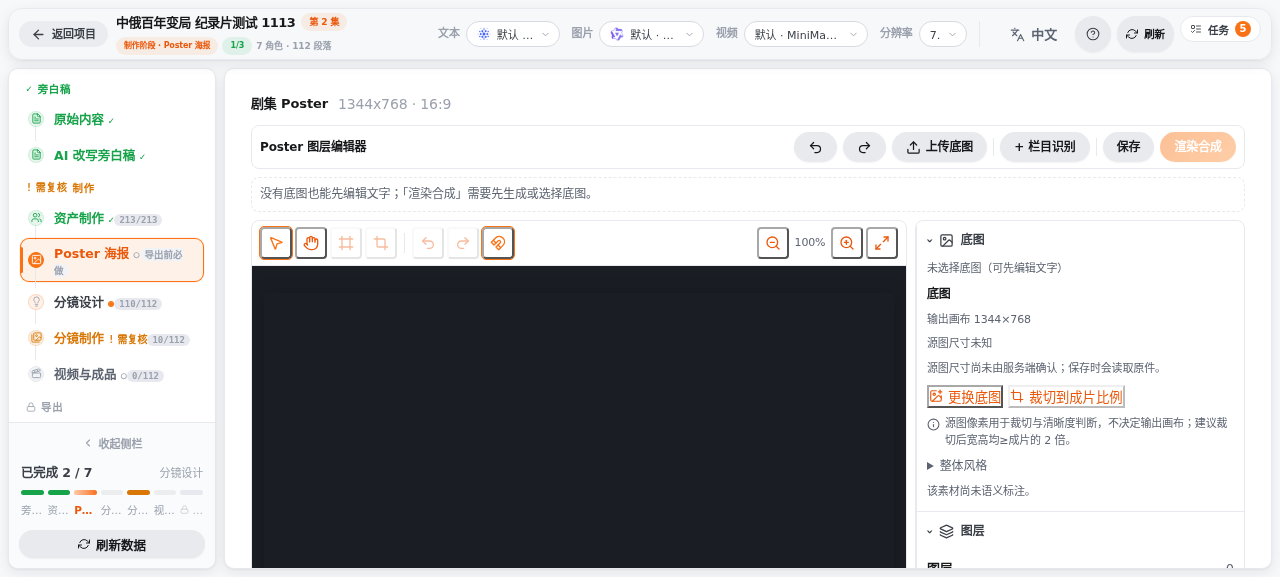 返回项目
中俄百年变局 纪录片测试 1113 第 2 集
制作阶段 · Poster 海报 1/3 7 角色 · 112 段落
文本 默认 ... 图片 默认 · ... 视频 默认 · MiniMa... 分辨率 7.
中文 刷新 任务 5
✓ 旁白稿
原始内容 ✓
AI 改写旁白稿 ✓
! 需复核 制作
资产制作 ✓ 213/213
Poster 海报 ○ 导出前必
做
分镜设计 ● 110/112
分镜制作 ! 需复核 10/112
视频与成品 ○ 0/112
导出
收起侧栏
已完成 2 / 7 分镜设计
旁... 资... P... 分... 分... 视... ...
刷新数据
剧集 Poster 1344x768 · 16:9
Poster 图层编辑器 上传底图 + 栏目识别 保存 渲染合成
没有底图也能先编辑文字；「渲染合成」需要先生成或选择底图。
100%
底图
未选择底图（可先编辑文字）
底图
输出画布 1344×768
源图尺寸未知
源图尺寸尚未由服务端确认；保存时会读取原件。
更换底图 裁切到成片比例
源图像素用于裁切与清晰度判断，不决定输出画布；建议裁
切后宽高均≥成片的 2 倍。
整体风格
该素材尚未语义标注。
图层
图层 0